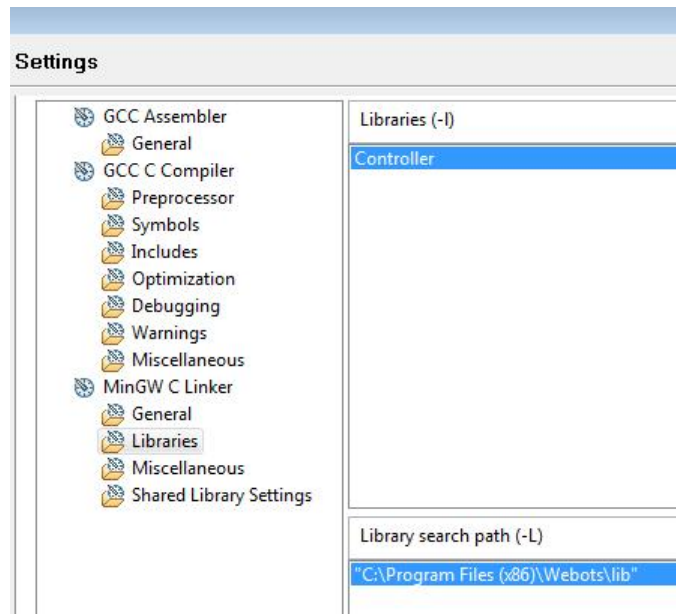 Settings
GCC Assembler
General
GCC C Compiler
Preprocessor
Symbols
Includes
Optimization
Debugging
Warnings
Miscellaneous
MinGW C Linker
General
Libraries
Miscellaneous
Shared Library Settings
Libraries (-l)
Controller
Library search path (-L)
"C:\Program Files (x86)\Webots\lib"